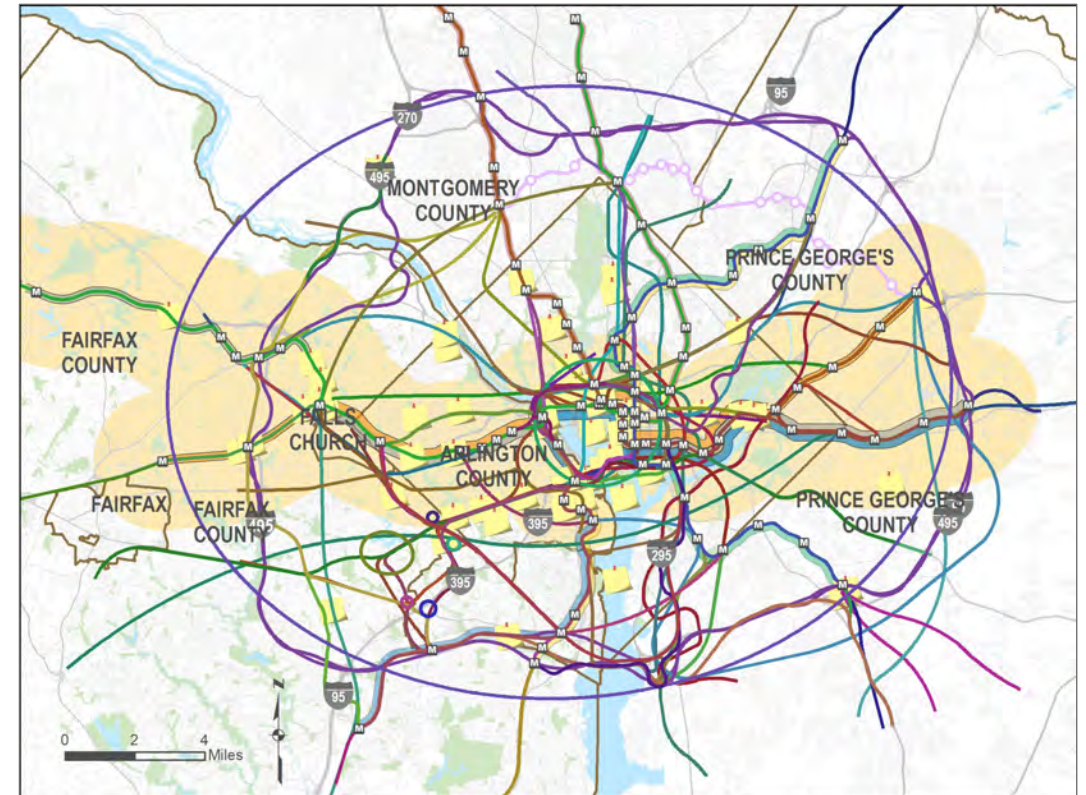 95
270
495
MONTGOMERY
COUNTY
PRINCE GEORGE'S
COUNTY
FAIRFAX
COUNTY
FALLS
CHURCH
ARLINGTON
COUNTY
FAIRFAX
FAIRFAX
COUNTY
495
395
PRINCE GEORGE'S
COUNTY
495
295
395
95
N
0 2 4
Miles